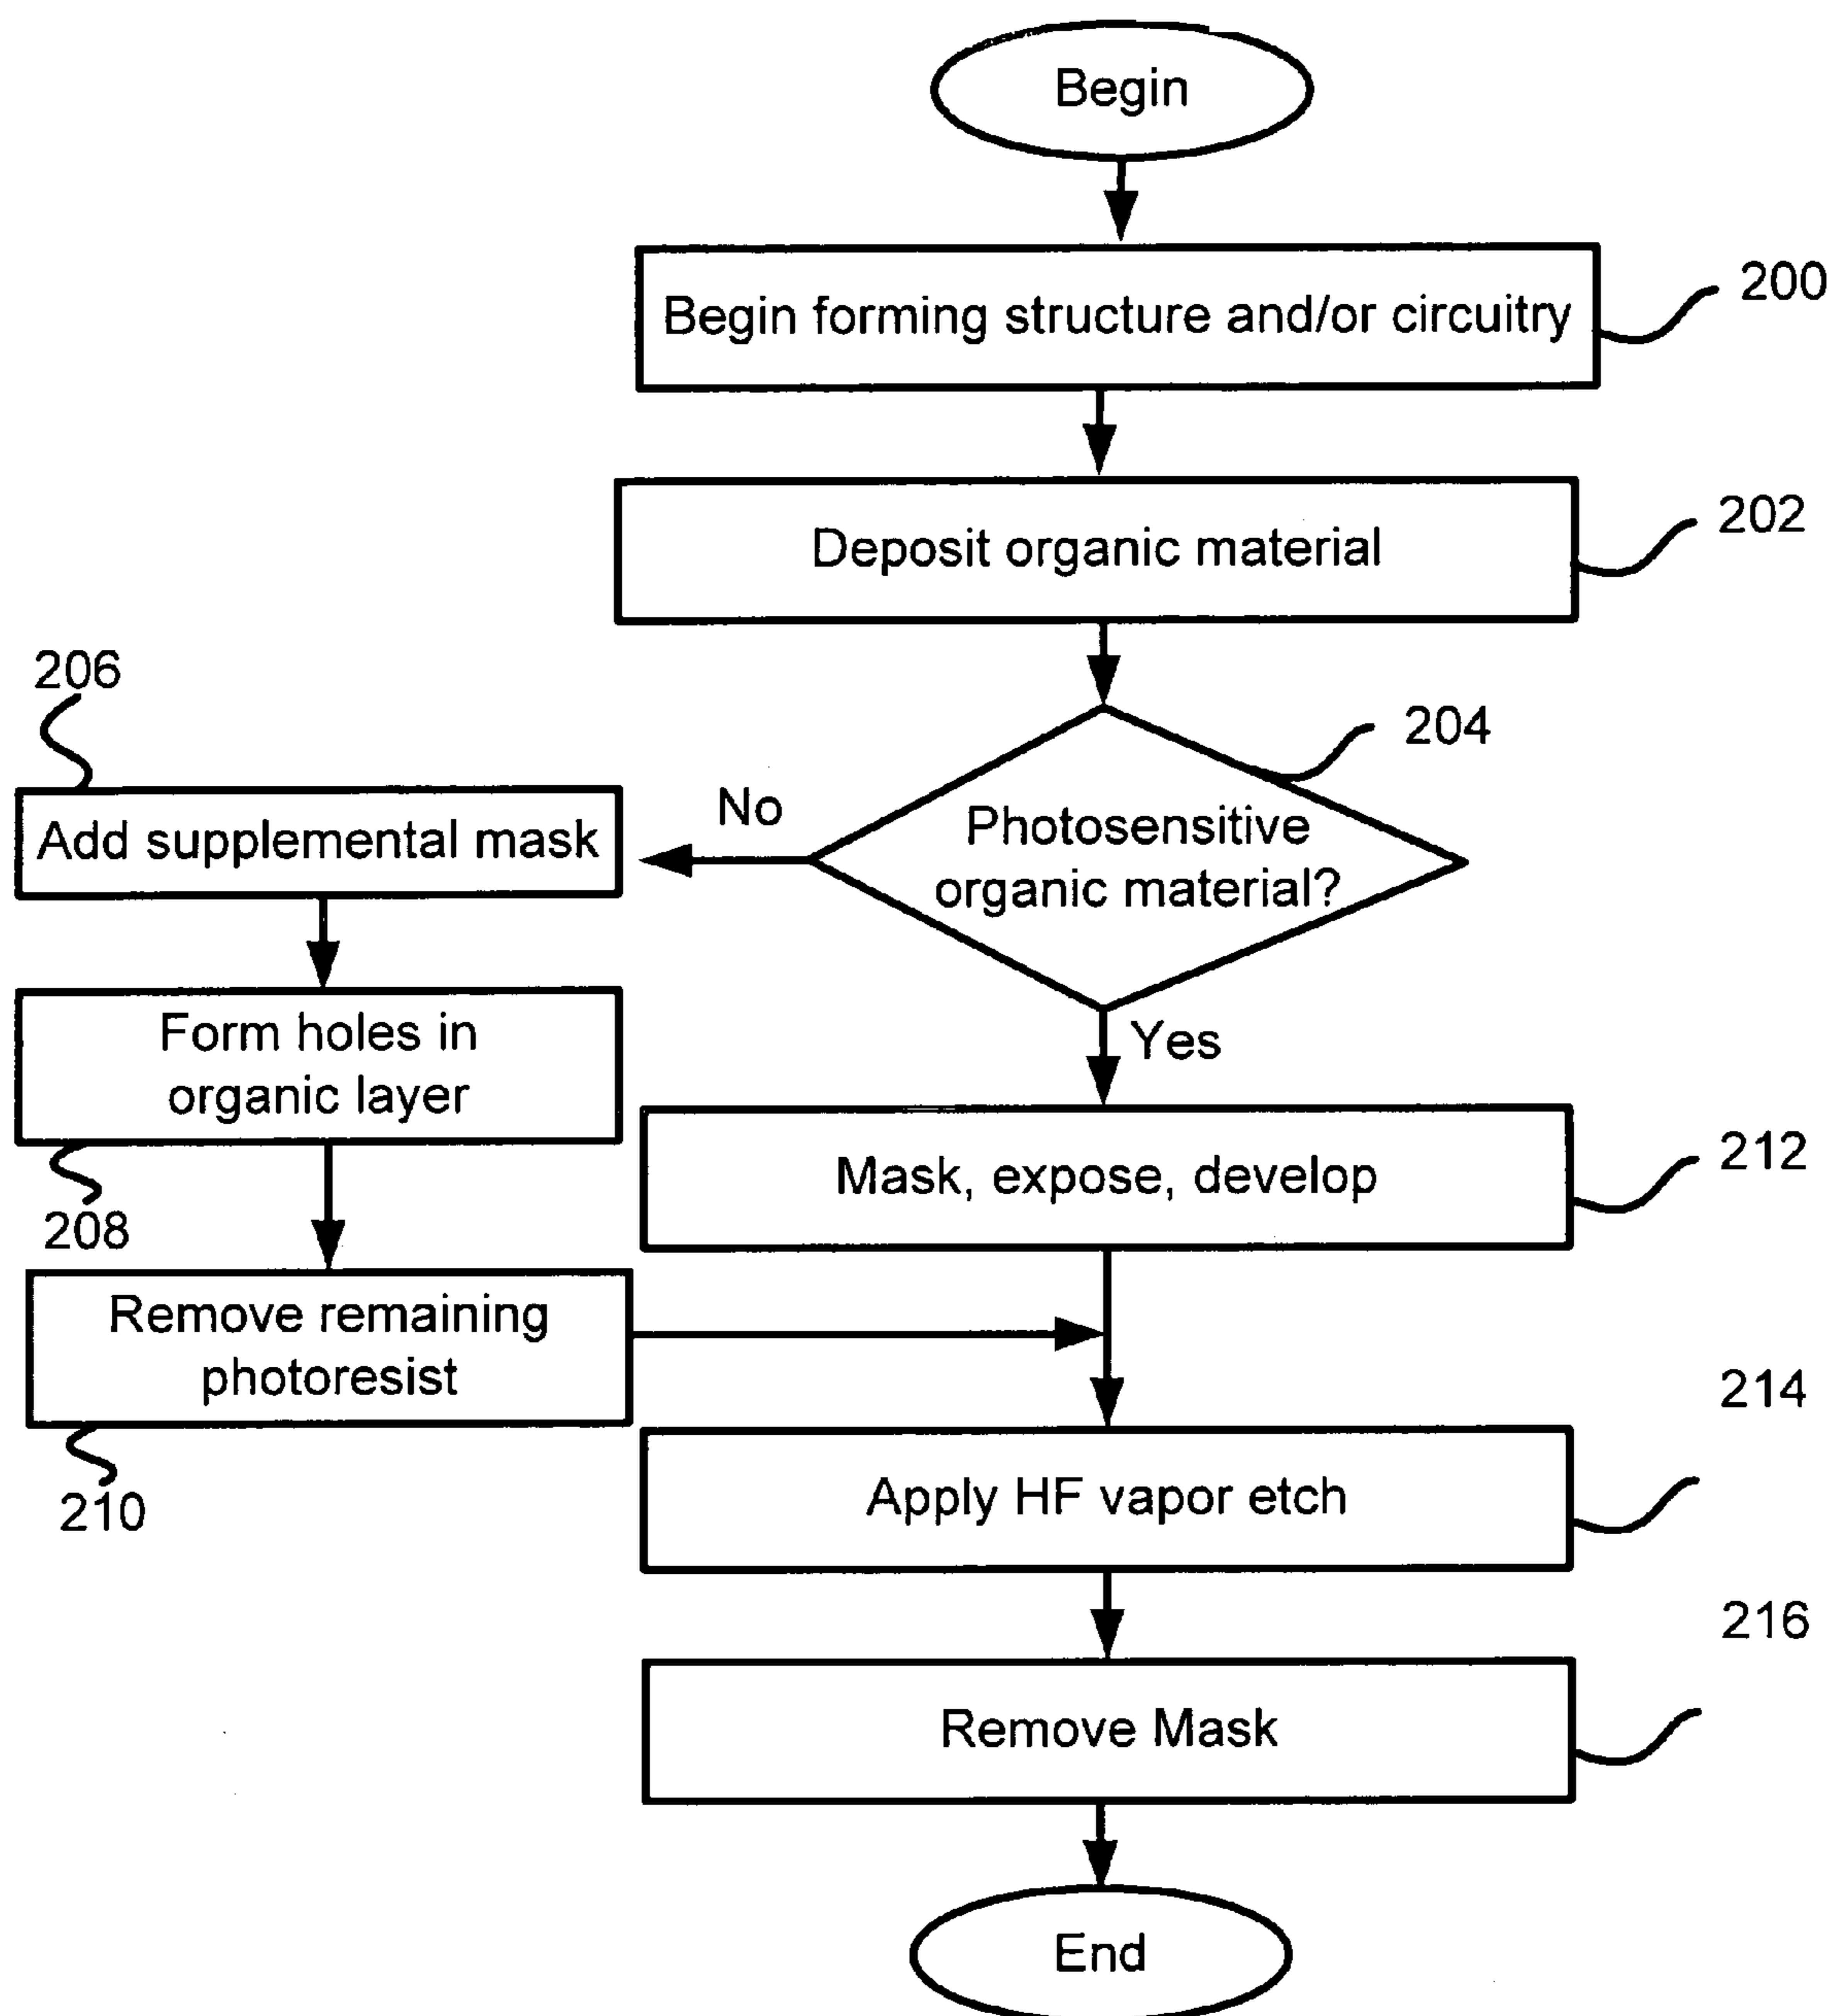 Begin
Begin forming structure and/or circuitry
200
Deposit organic material
202
204
Photosensitive
organic material?
No
Yes
206
Add supplemental mask
Form holes in
organic layer
208
Remove remaining
photoresist
210
Mask, expose, develop
212
Apply HF vapor etch
214
Remove Mask
216
End